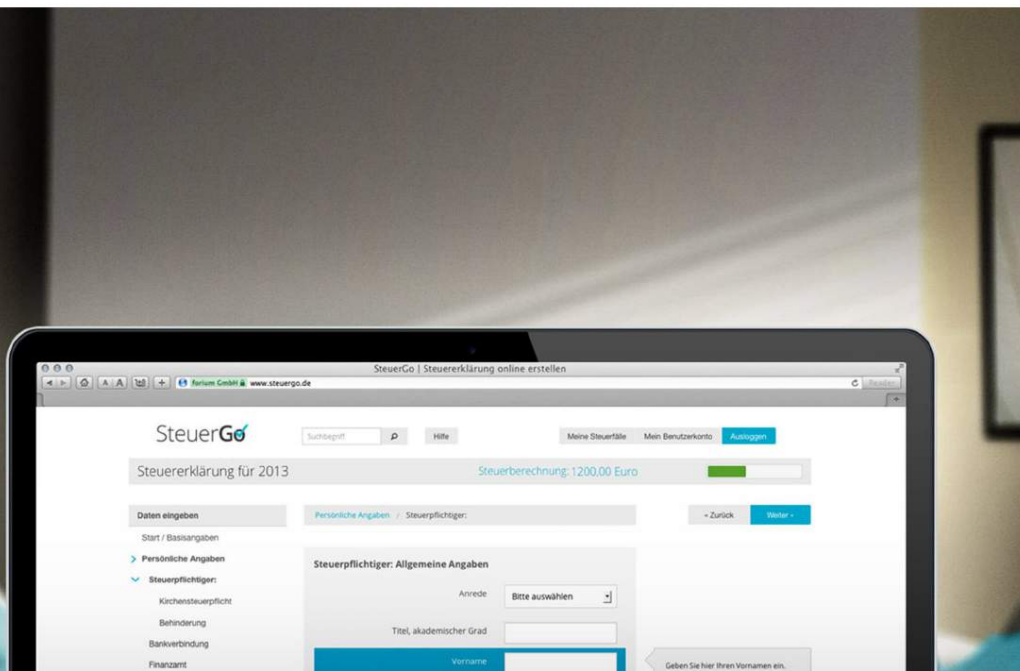 SteuerGo | Steuererklärung online erstellen
A A + forium GmbH www.steuergo.de Reader
SteuerGo Suchbegriff Hilfe Meine Steuerfälle Mein Benutzerkonto Ausloggen
Steuererklärung für 2013 Steuerberechnung: 1200,00 Euro
Daten eingeben Persönliche Angaben / Steuerpflichtiger: « Zurück Weiter »
Start / Basisangaben
Persönliche Angaben
Steuerpflichtiger: Allgemeine Angaben
Steuerpflichtiger:
Anrede Bitte auswählen
Kirchensteuerpflicht
Behinderung
Titel, akademischer Grad
Bankverbindung
Finanzamt
Vorname Geben Sie hier Ihren Vornamen ein.